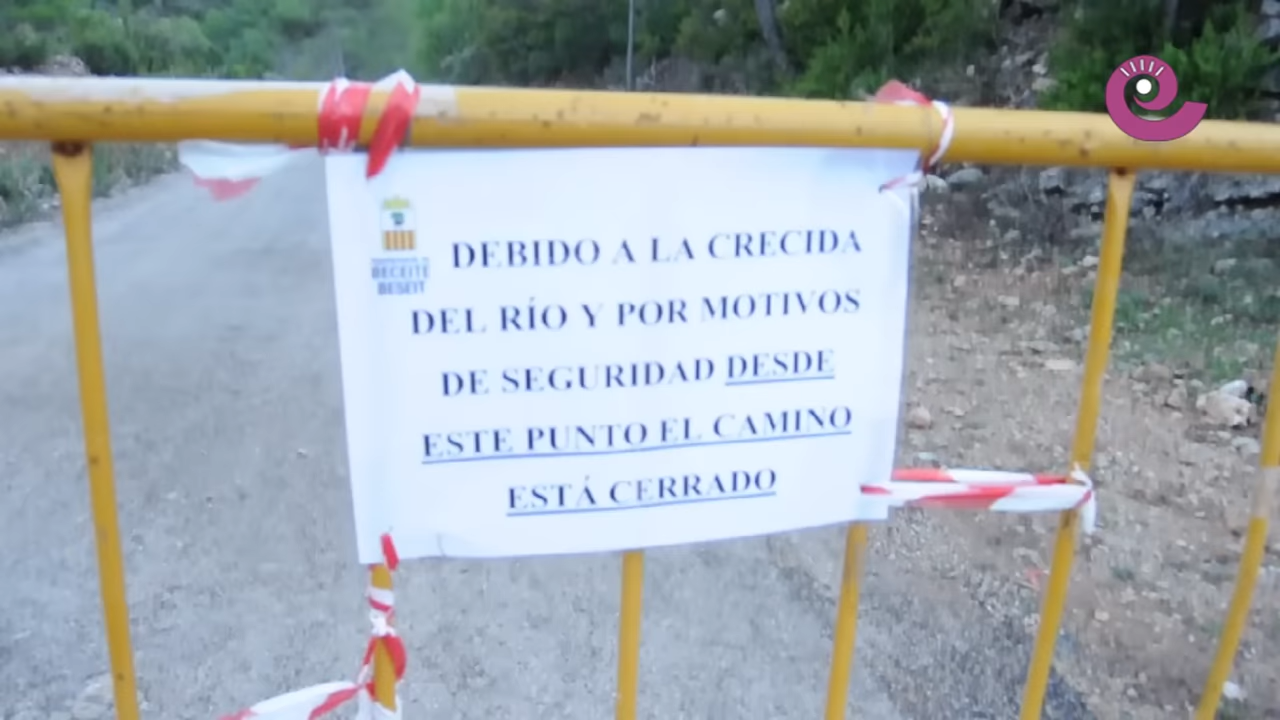 BECEITE
BESEIT
DEBIDO A LA CRECIDA
DEL RÍO Y POR MOTIVOS
DE SEGURIDAD DESDE
ESTE PUNTO EL CAMINO
ESTÁ CERRADO